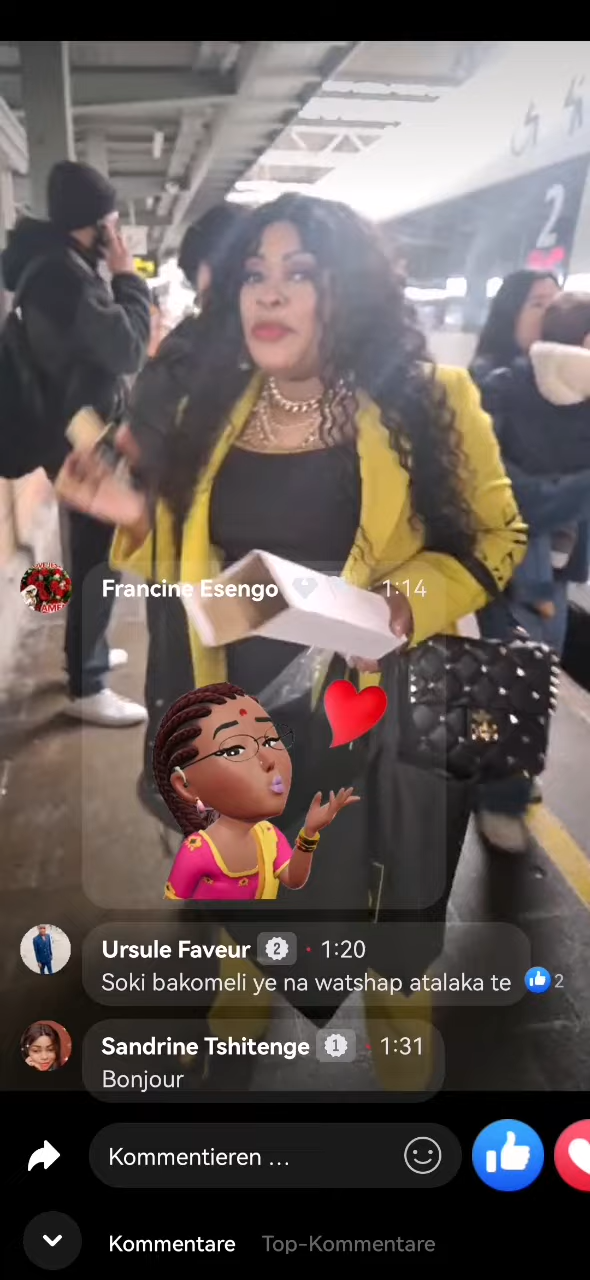 2
Francine Esengo 1:14
Ursule Faveur 2 · 1:20
Soki bakomeli ye na watshap atalaka te 2
Sandrine Tshitenge 1 · 1:31
Bonjour
Kommentieren ...
Kommentare Top-Kommentare